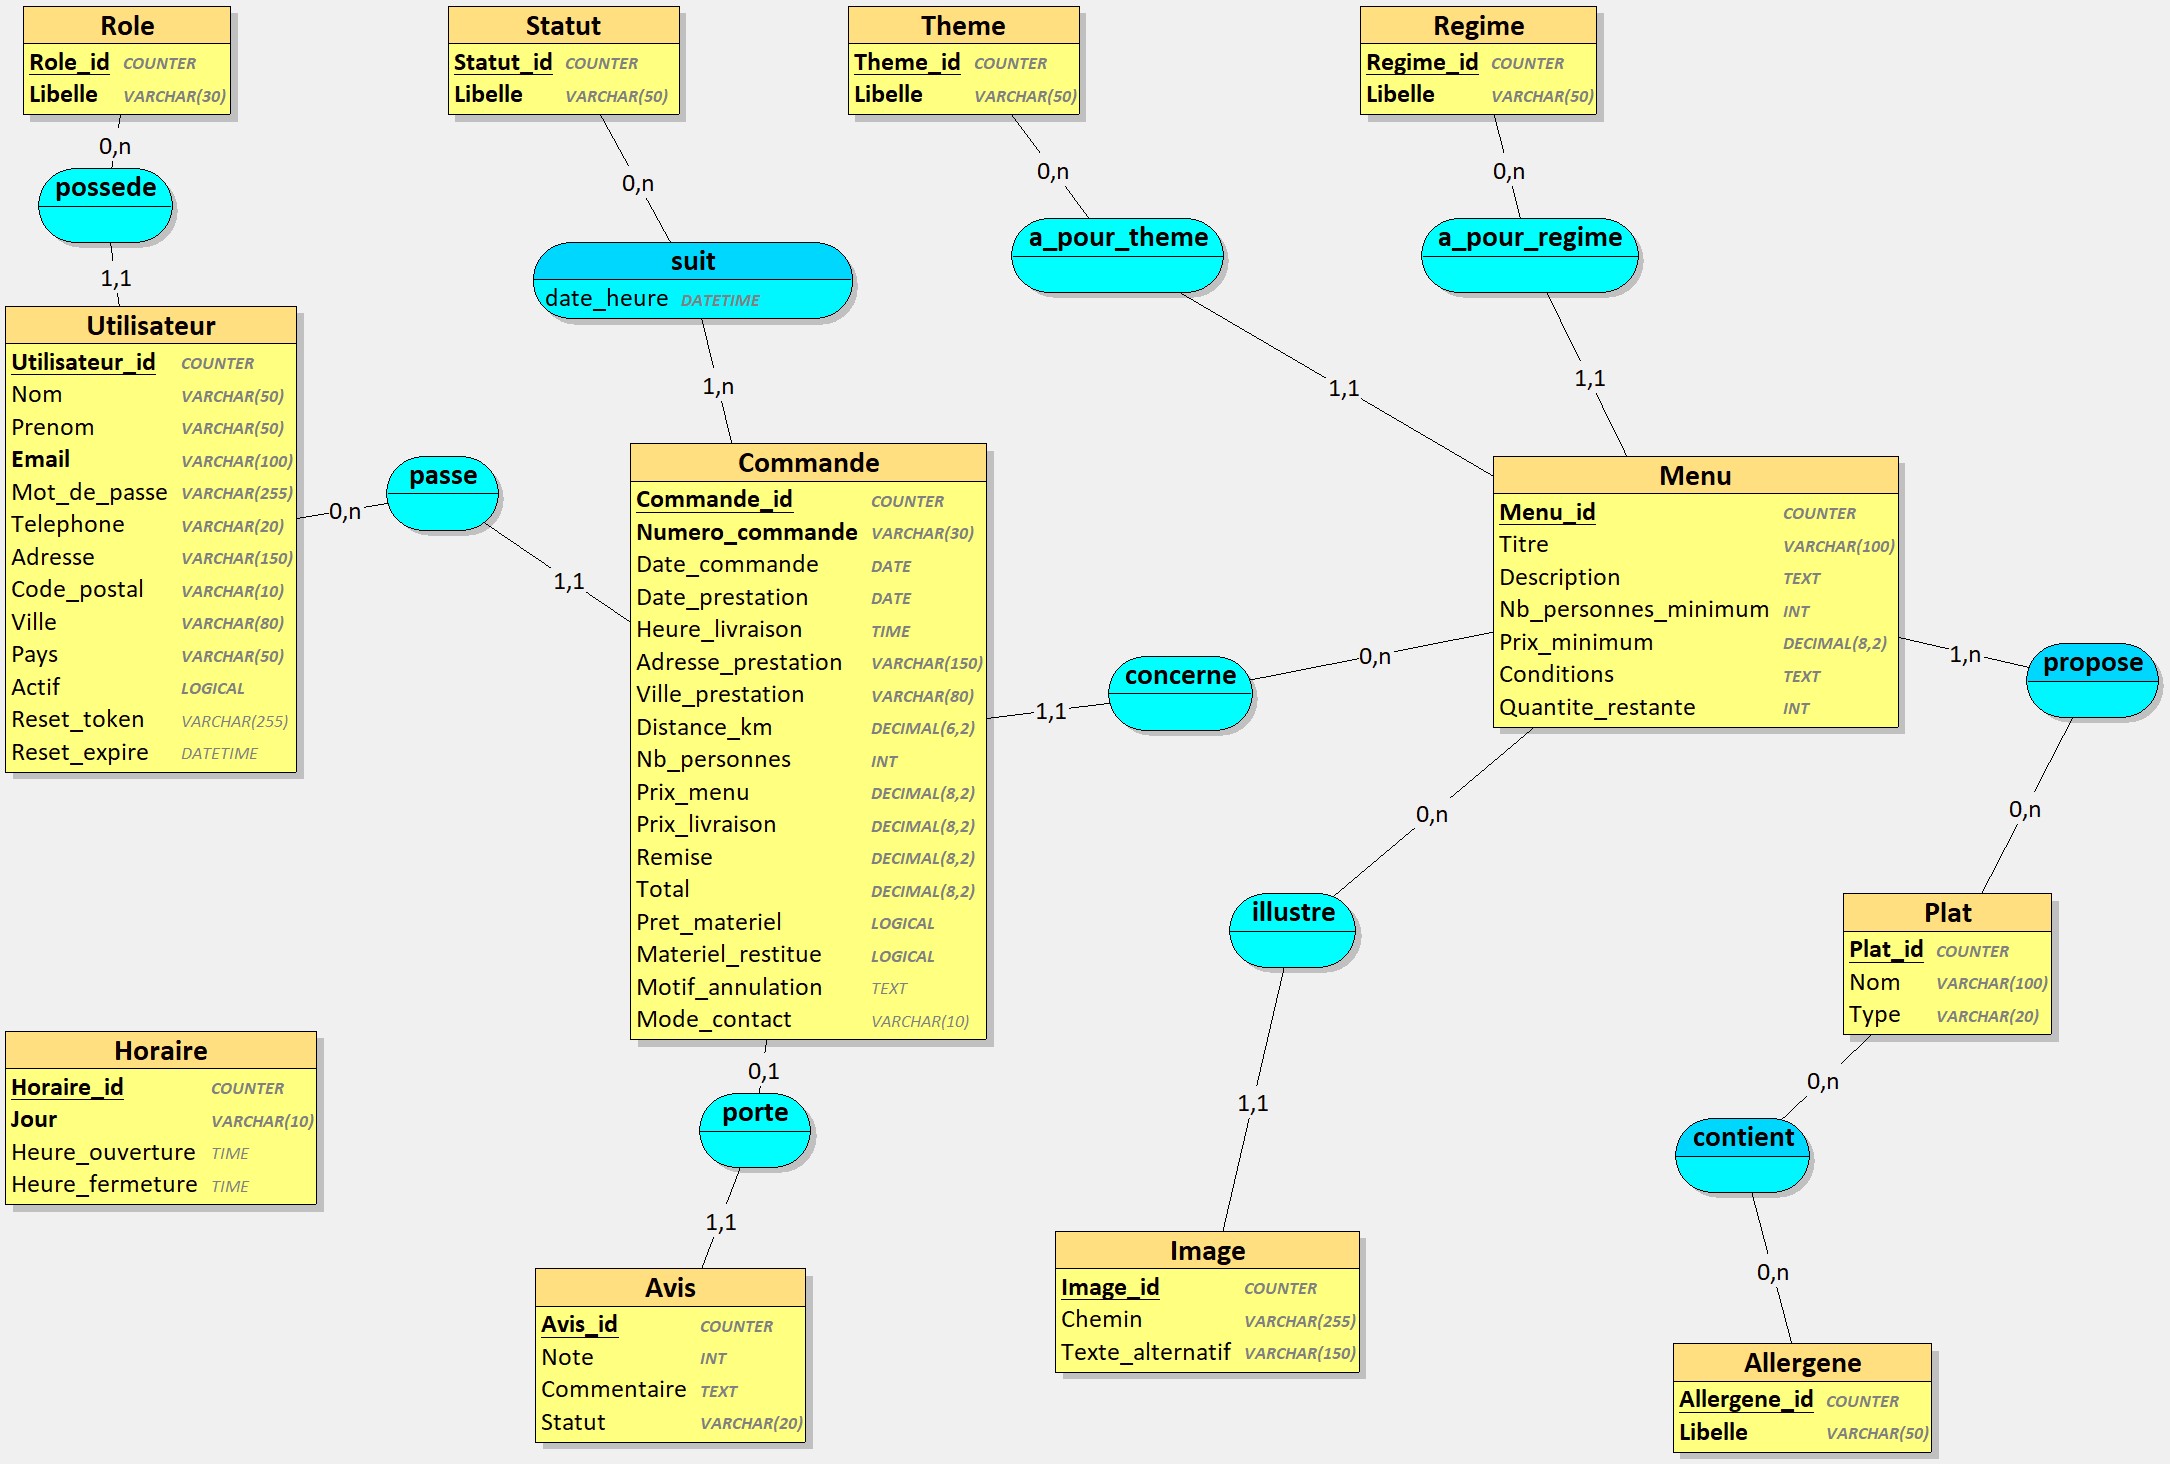 Role
Role_id COUNTER
Libelle VARCHAR(30)
0,n
possede
1,1
Statut
Statut_id COUNTER
Libelle VARCHAR(50)
0,n
suit
date_heure DATETIME
1,n
Theme
Theme_id COUNTER
Libelle VARCHAR(50)
0,n
a_pour_theme
1,1
Regime
Regime_id COUNTER
Libelle VARCHAR(50)
0,n
a_pour_regime
1,1
Utilisateur
Utilisateur_id COUNTER
Nom VARCHAR(50)
Prenom VARCHAR(50)
Email VARCHAR(100)
Mot_de_passe VARCHAR(255)
Telephone VARCHAR(20)
Adresse VARCHAR(150)
Code_postal VARCHAR(10)
Ville VARCHAR(80)
Pays VARCHAR(50)
Actif LOGICAL
Reset_token VARCHAR(255)
Reset_expire DATETIME
0,n
passe
1,1
Commande
Commande_id COUNTER
Numero_commande VARCHAR(30)
Date_commande DATE
Date_prestation DATE
Heure_livraison TIME
Adresse_prestation VARCHAR(150)
Ville_prestation VARCHAR(80)
Distance_km DECIMAL(6,2)
Nb_personnes INT
Prix_menu DECIMAL(8,2)
Prix_livraison DECIMAL(8,2)
Remise DECIMAL(8,2)
Total DECIMAL(8,2)
Pret_materiel LOGICAL
Materiel_restitue LOGICAL
Motif_annulation TEXT
Mode_contact VARCHAR(10)
1,1
concerne
0,n
Menu
Menu_id COUNTER
Titre VARCHAR(100)
Description TEXT
Nb_personnes_minimum INT
Prix_minimum DECIMAL(8,2)
Conditions TEXT
Quantite_restante INT
1,n
propose
0,n
0,n
illustre
1,1
Plat
Plat_id COUNTER
Nom VARCHAR(100)
Type VARCHAR(20)
0,n
contient
0,n
Horaire
Horaire_id COUNTER
Jour VARCHAR(10)
Heure_ouverture TIME
Heure_fermeture TIME
0,1
porte
1,1
Avis
Avis_id COUNTER
Note INT
Commentaire TEXT
Statut VARCHAR(20)
Image
Image_id COUNTER
Chemin VARCHAR(255)
Texte_alternatif VARCHAR(150)
Allergene
Allergene_id COUNTER
Libelle VARCHAR(50)